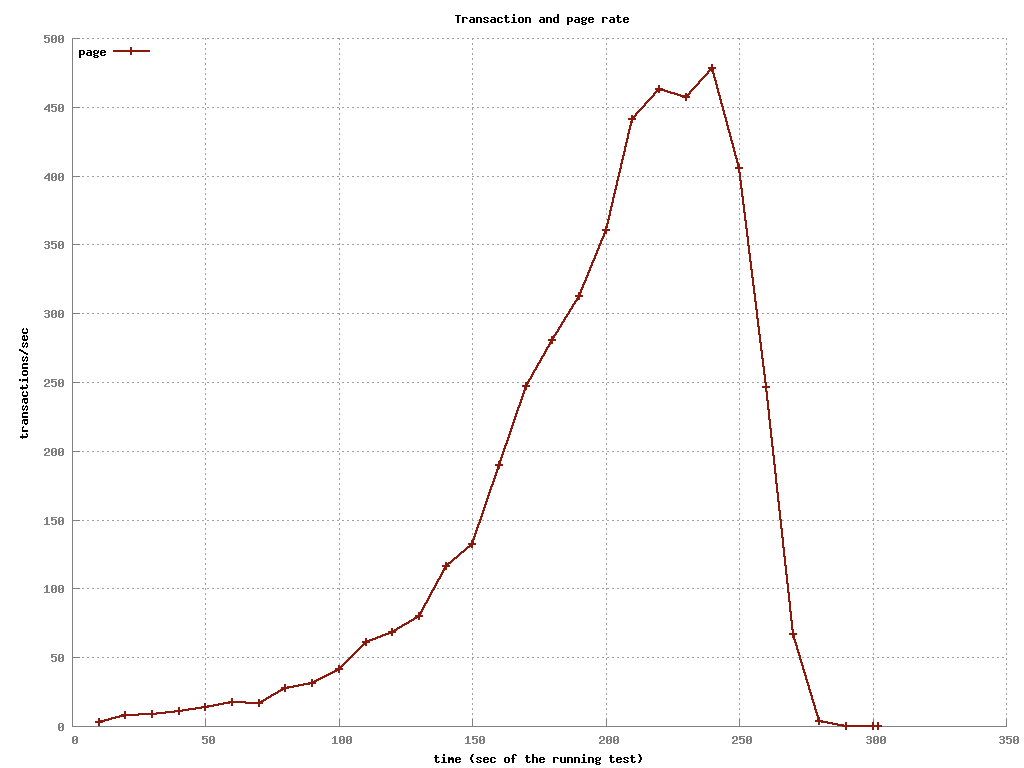 Transaction and page rate
500
page
450
400
350
300
250
200
150
100
50
0
transactions/sec
0 50 100 150 200 250 300 350
time (sec of the running test)